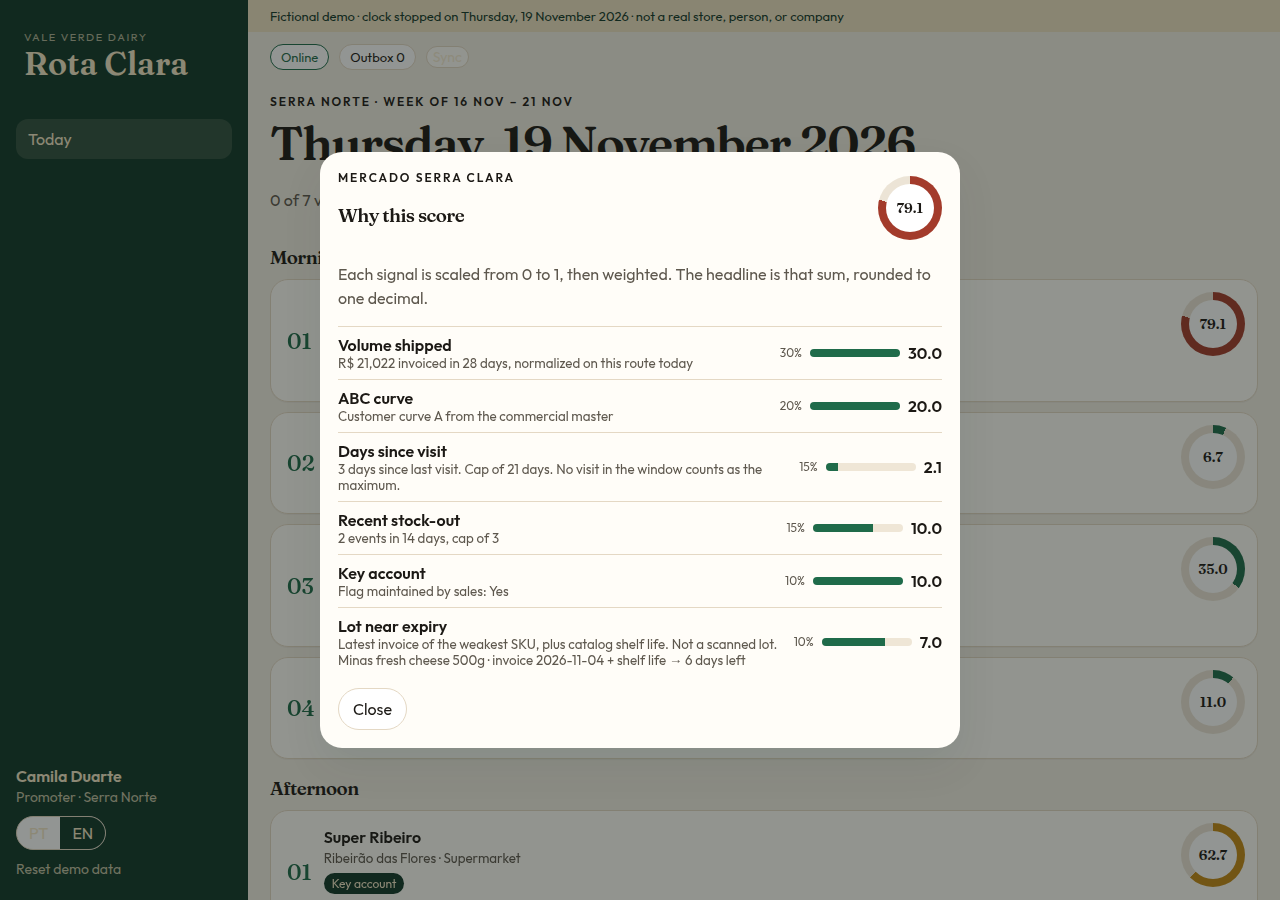 VALE VERDE DAIRY
Rota Clara
Today
Camila Duarte
Promoter · Serra Norte
PT EN
Reset demo data
Fictional demo · clock stopped on Thursday, 19 November 2026 · not a real store, person, or company
Online Outbox 0 Sync
SERRA NORTE · WEEK OF 16 NOV – 21 NOV
Thursday, 19 November 2026
0 of 7
MERCADO SERRA CLARA
Why this score
79.1
Each signal is scaled from 0 to 1, then weighted. The headline is that sum, rounded to
one decimal.
Volume shipped
R$ 21,022 invoiced in 28 days, normalized on this route today
30% 30.0
ABC curve
Customer curve A from the commercial master
20% 20.0
Days since visit
3 days since last visit. Cap of 21 days. No visit in the window counts as the
maximum.
15% 2.1
Recent stock-out
2 events in 14 days, cap of 3
15% 10.0
Key account
Flag maintained by sales: Yes
10% 10.0
Lot near expiry
Latest invoice of the weakest SKU, plus catalog shelf life. Not a scanned lot.
Minas fresh cheese 500g · invoice 2026-11-04 + shelf life → 6 days left
10% 7.0
Close
01 79.1
02 6.7
03 35.0
04 11.0
Afternoon
01
Super Ribeiro
Ribeirão das Flores · Supermarket
Key account
62.7